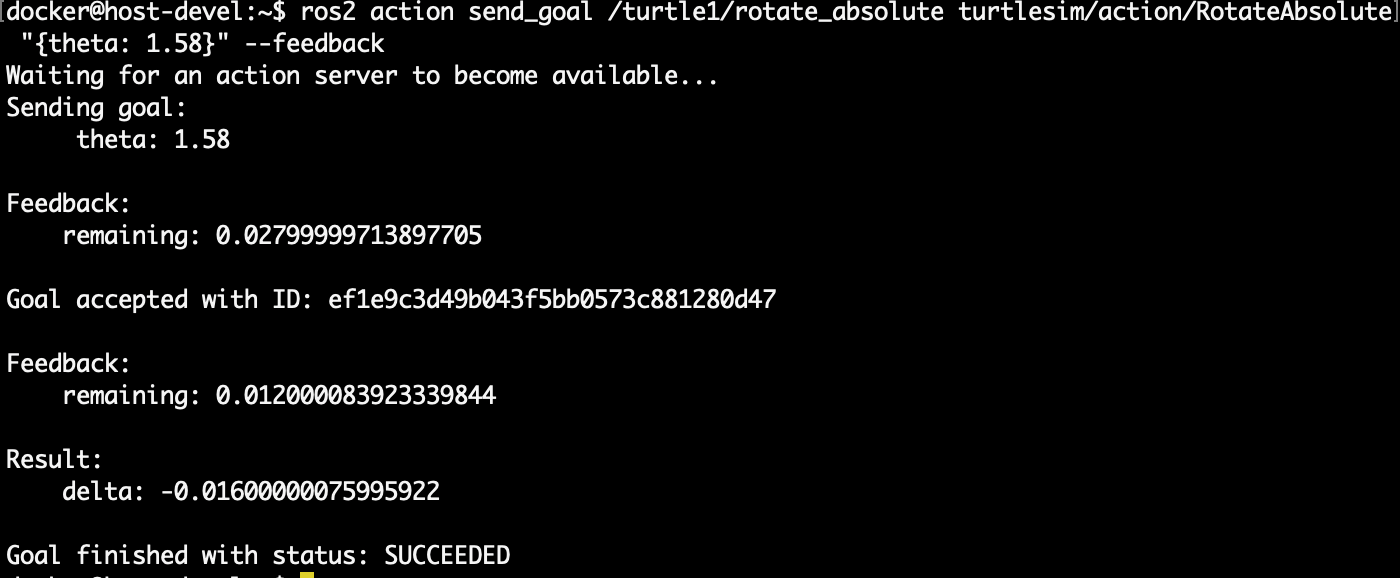 [docker@host-devel:~$ ros2 action send_goal /turtle1/rotate_absolute turtlesim/action/RotateAbsolute]
"{theta: 1.58}" --feedback
Waiting for an action server to become available...
Sending goal:
theta: 1.58
Feedback:
remaining: 0.02799999713897705
Goal accepted with ID: ef1e9c3d49b043f5bb0573c881280d47
Feedback:
remaining: 0.012000083923339844
Result:
delta: -0.01600000075995922
Goal finished with status: SUCCEEDED